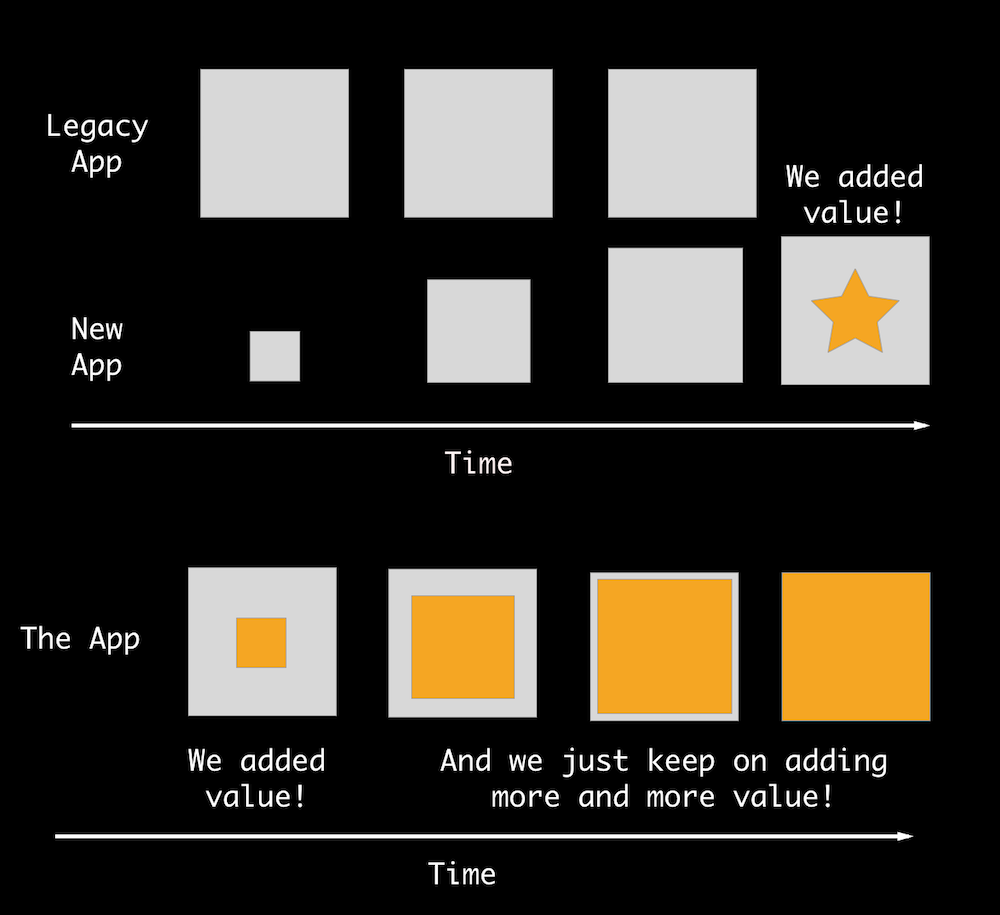 Legacy
App
We added
value!
New
App
Time
The App
We added
value!
And we just keep on adding
more and more value!
Time